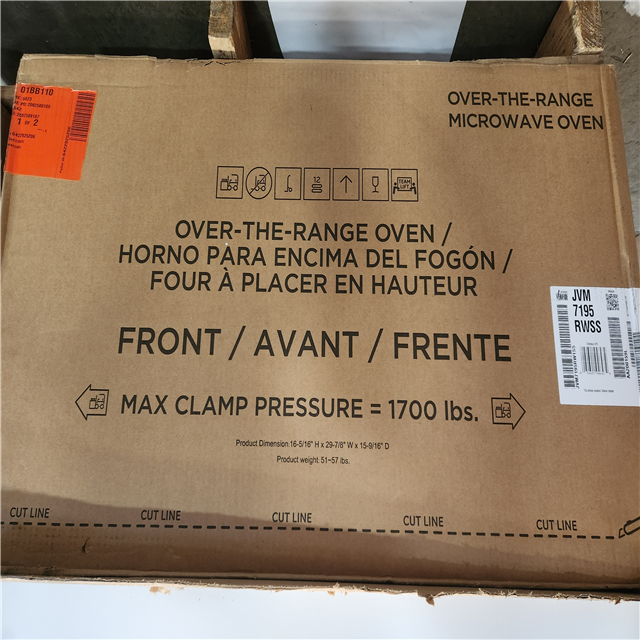 01BB110
1 OF 2
OVER-THE-RANGE
MICROWAVE OVEN
12
TEAM
LIFT
OVER-THE-RANGE OVEN /
HORNO PARA ENCIMA DEL FOGÓN /
FOUR À PLACER EN HAUTEUR
JVM
7195
RWSS
FRONT / AVANT / FRENTE
MAX CLAMP PRESSURE = 1700 lbs.
Product Dimension:16-5/16" H x 29-7/8" W x 15-9/16" D
Product weight: 51~57 lbs.
CUT LINE
CUT LINE
CUT LINE
CUT LINE
CUT LINE